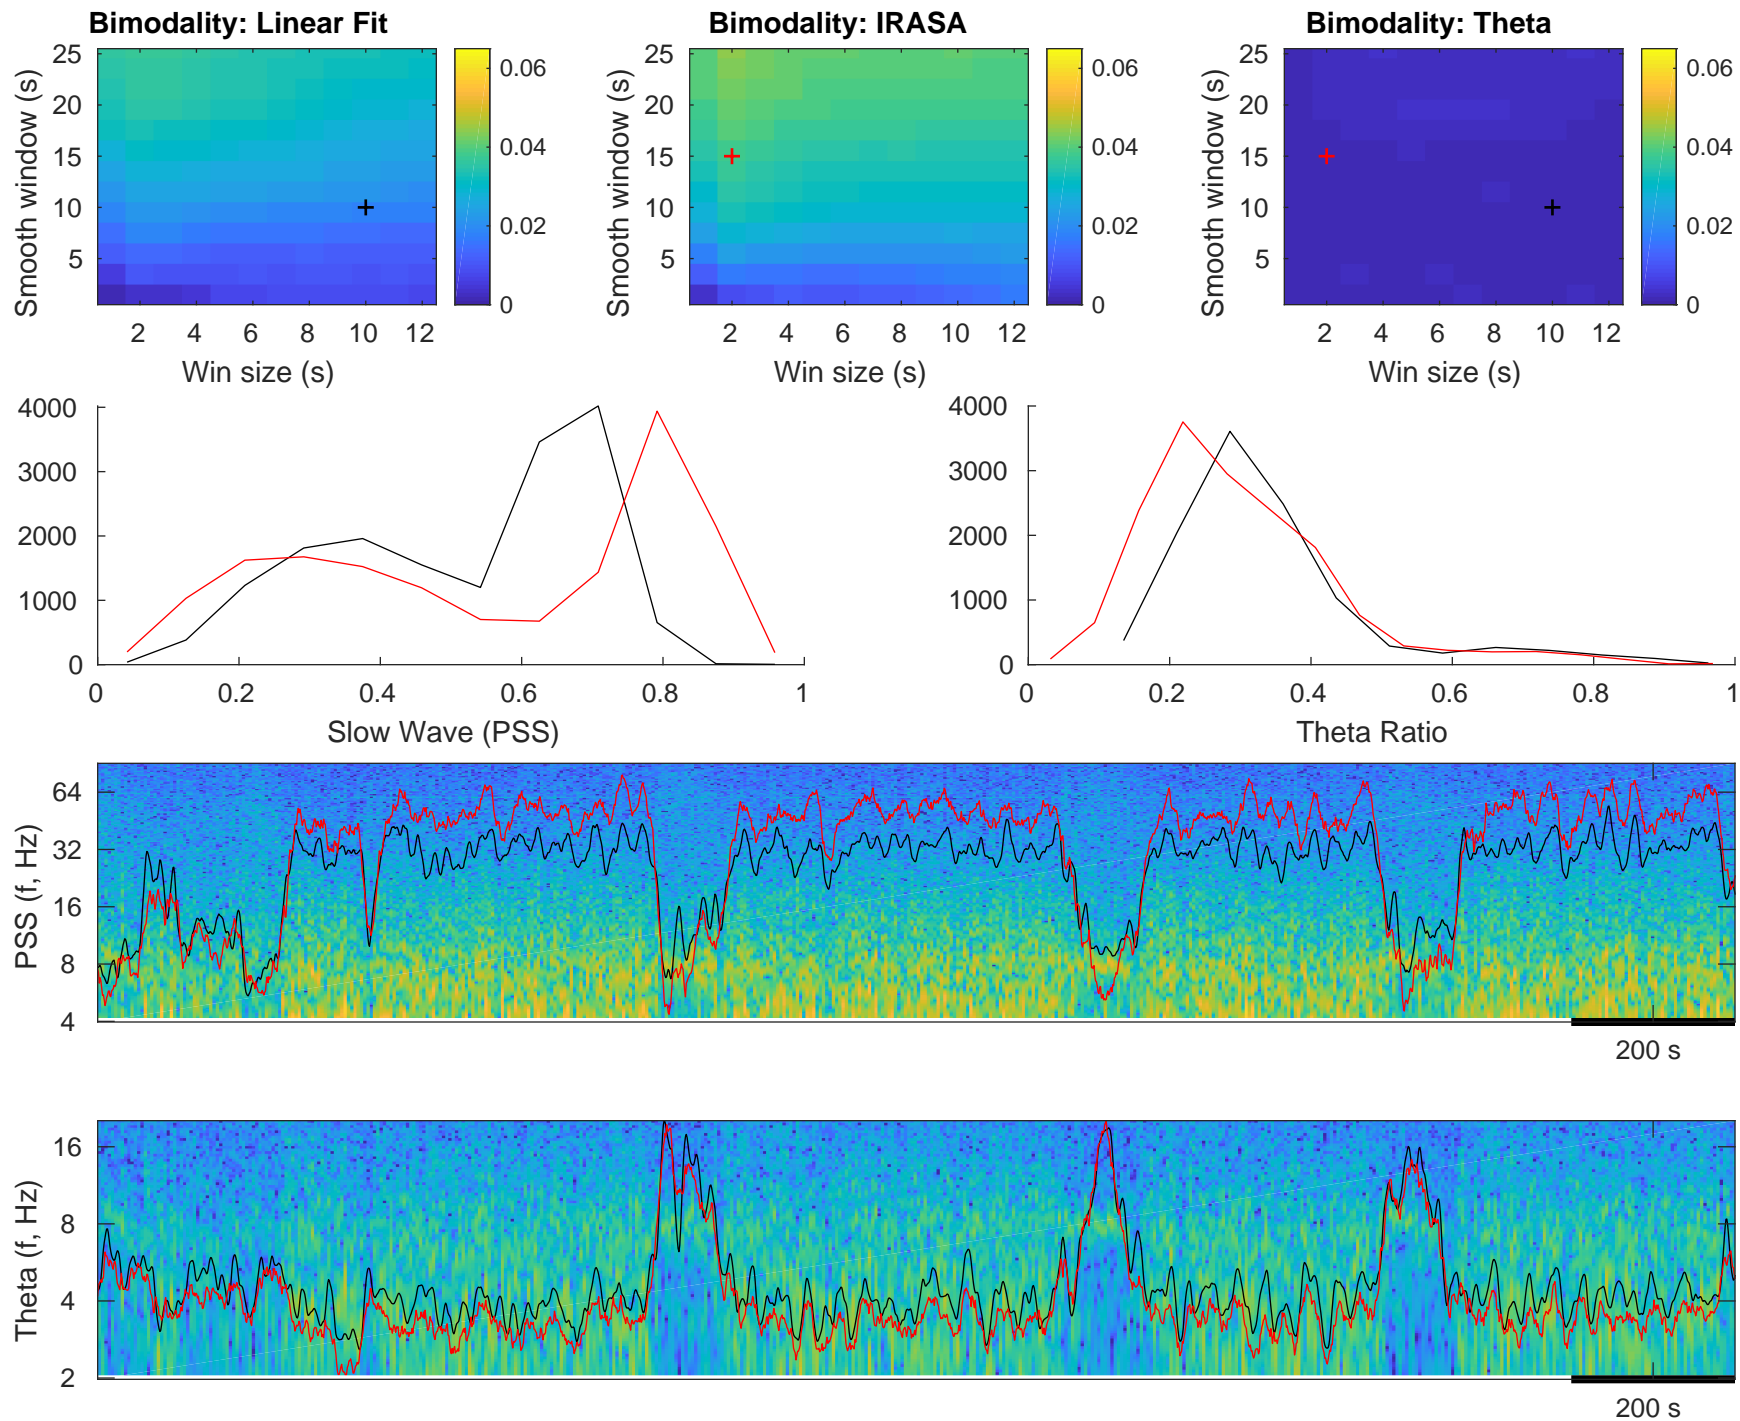 Bimodality: Linear Fit
Bimodality: IRASA
Bimodality: Theta
Smooth window (s)
25
20
15
10
5
2 4 6 8 10 12
Win size (s)
0.06
0.04
0.02
0
Smooth window (s)
25
20
15
10
5
2 4 6 8 10 12
Win size (s)
0.06
0.04
0.02
0
Smooth window (s)
25
20
15
10
5
2 4 6 8 10 12
Win size (s)
0.06
0.04
0.02
0
4000
3000
2000
1000
0
0 0.2 0.4 0.6 0.8 1
Slow Wave (PSS)
4000
3000
2000
1000
0
0 0.2 0.4 0.6 0.8 1
Theta Ratio
PSS (f, Hz)
64
32
16
8
4
200 s
Theta (f, Hz)
16
8
4
2
200 s